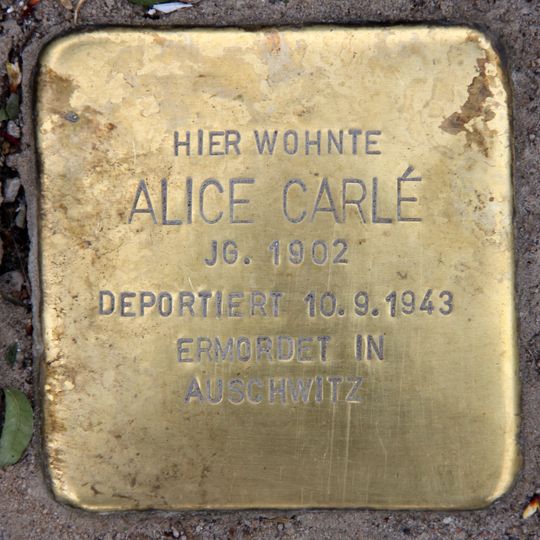 HIER WOHNTE
ALICE CARLÉ
JG. 1902
DEPORTIERT 10.9.1943
ERMORDET IN
AUSCHWITZ